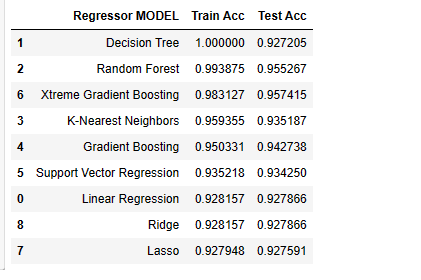 Regressor MODEL Train Acc Test Acc
1 Decision Tree 1.000000 0.927205
2 Random Forest 0.993875 0.955267
6 Xtreme Gradient Boosting 0.983127 0.957415
3 K-Nearest Neighbors 0.959355 0.935187
4 Gradient Boosting 0.950331 0.942738
5 Support Vector Regression 0.935218 0.934250
0 Linear Regression 0.928157 0.927866
8 Ridge 0.928157 0.927866
7 Lasso 0.927948 0.927591